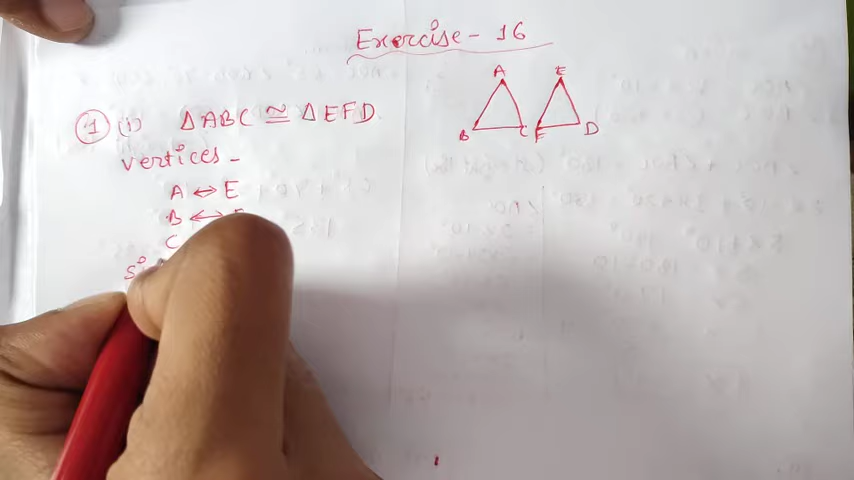 Exercise - 16
A E
① (i) △ABC ≅ △EFD
B C F D
vertices -
A ↔ E
B ↔
C